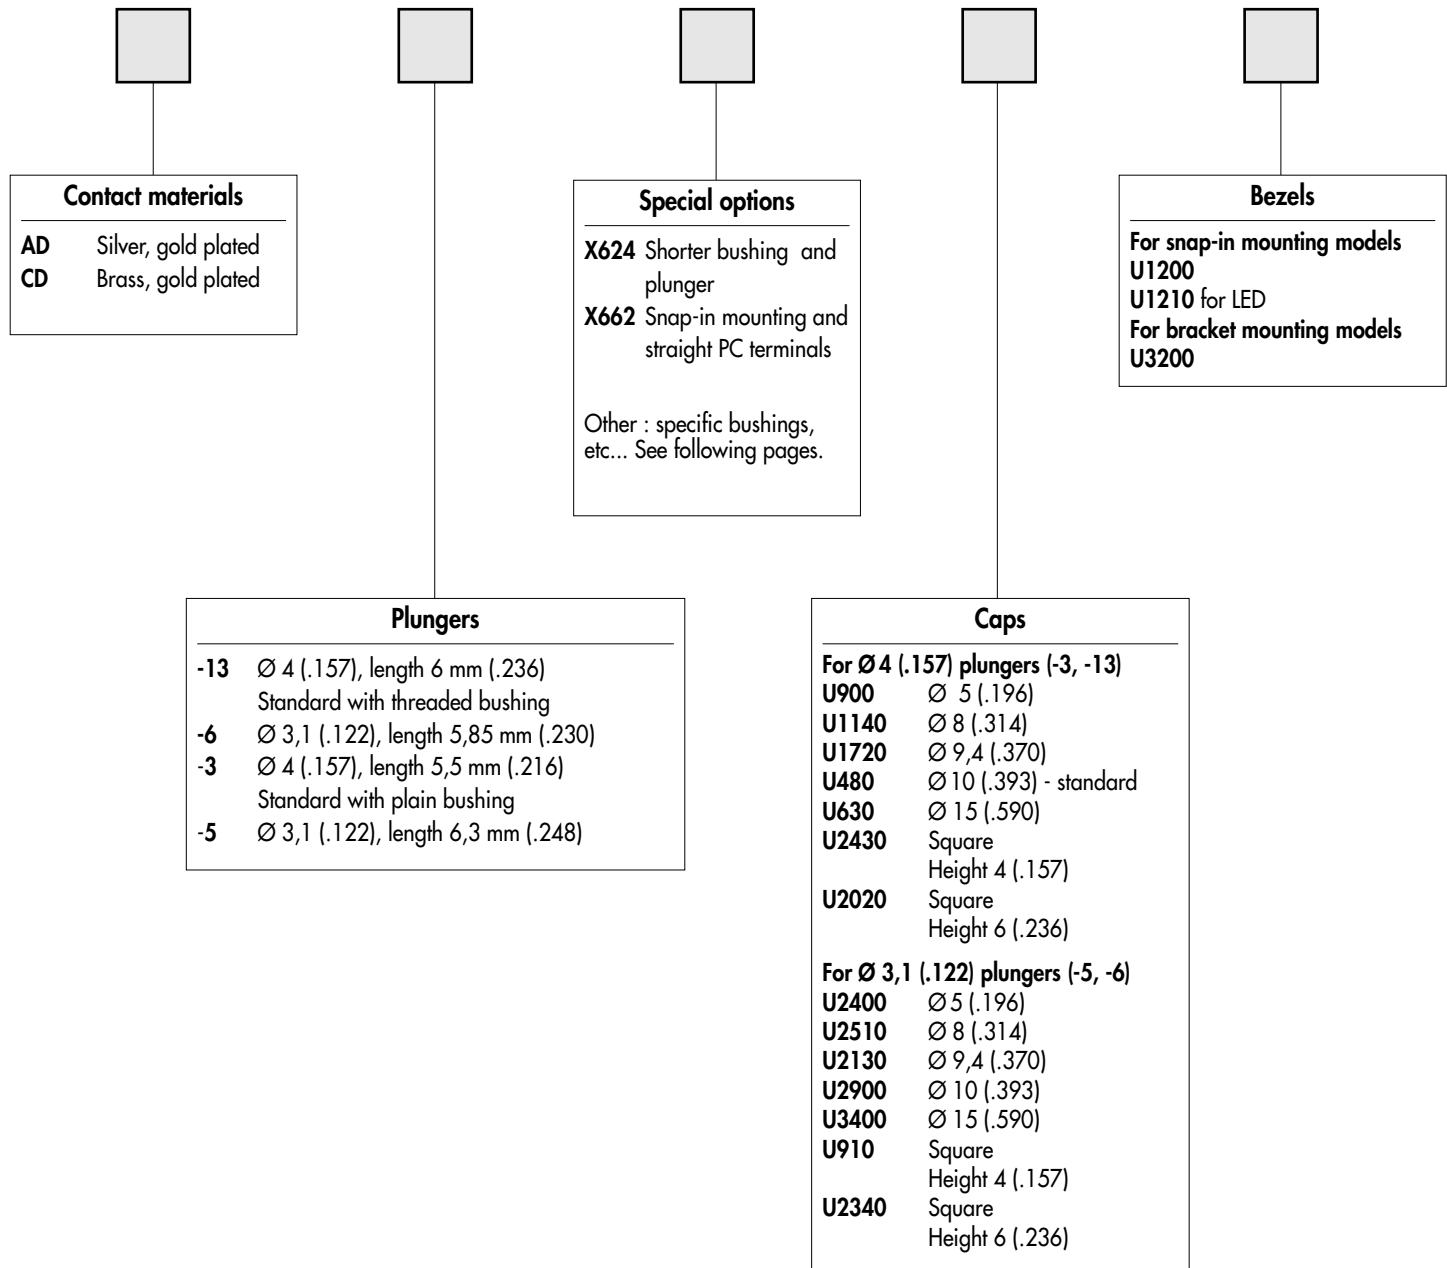 Contact materials
AD Silver, gold plated
CD Brass, gold plated
Special options
X624 Shorter bushing and
plunger
X662 Snap-in mounting and
straight PC terminals
Other : specific bushings,
etc... See following pages.
Bezels
For snap-in mounting models
U1200
U1210 for LED
For bracket mounting models
U3200
Plungers
-13 Ø 4 (.157), length 6 mm (.236)
Standard with threaded bushing
-6 Ø 3,1 (.122), length 5,85 mm (.230)
-3 Ø 4 (.157), length 5,5 mm (.216)
Standard with plain bushing
-5 Ø 3,1 (.122), length 6,3 mm (.248)
Caps
For Ø 4 (.157) plungers (-3, -13)
U900 Ø 5 (.196)
U1140 Ø 8 (.314)
U1720 Ø 9,4 (.370)
U480 Ø 10 (.393) - standard
U630 Ø 15 (.590)
U2430 Square
Height 4 (.157)
U2020 Square
Height 6 (.236)
For Ø 3,1 (.122) plungers (-5, -6)
U2400 Ø 5 (.196)
U2510 Ø 8 (.314)
U2130 Ø 9,4 (.370)
U2900 Ø 10 (.393)
U3400 Ø 15 (.590)
U910 Square
Height 4 (.157)
U2340 Square
Height 6 (.236)